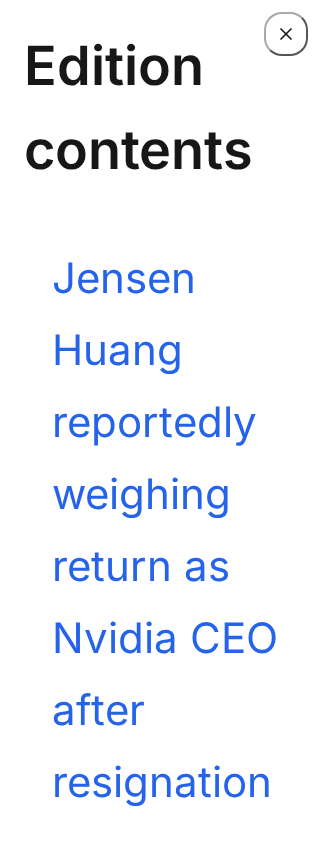 Edition
contents
Jensen
Huang
reportedly
weighing
return as
Nvidia CEO
after
resignation